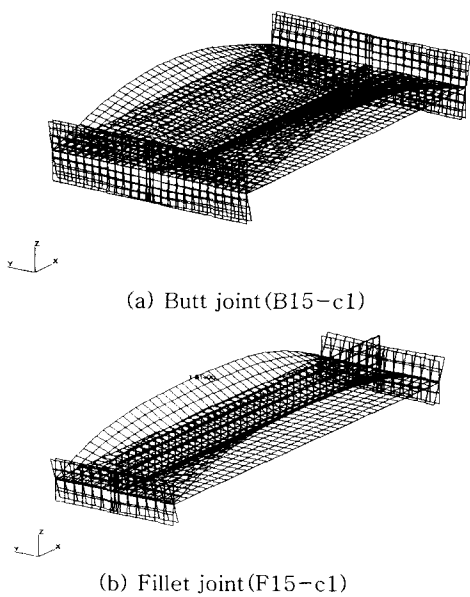 Z
Y
X
(a) Butt joint(B15-c1)
Z
Y
X
(b) Fillet joint(F15-c1)